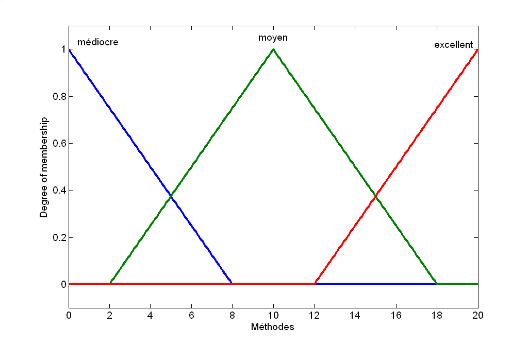 médiocre
moyen
excellent
1
0.8
0.6
0.4
0.2
0
Degree of membership
0 2 4 6 8 10 12 14 16 18 20
Méthodes